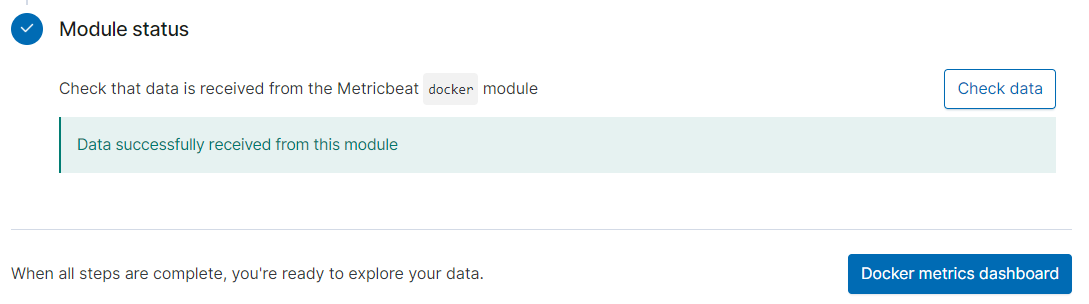 Module status
Check that data is received from the Metricbeat docker module
Check data
Data successfully received from this module
When all steps are complete, you're ready to explore your data.
Docker metrics dashboard